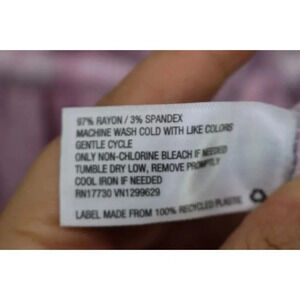 97% RAYON / 3% SPANDEX
MACHINE WASH COLD WITH LIKE COLORS
GENTLE CYCLE
ONLY NON-CHLORINE BLEACH IF NEEDED
TUMBLE DRY LOW, REMOVE PROMPTLY
COOL IRON IF NEEDED
RN17730 VN1299629
LABEL MADE FROM 100% RECYCLED PLASTIC